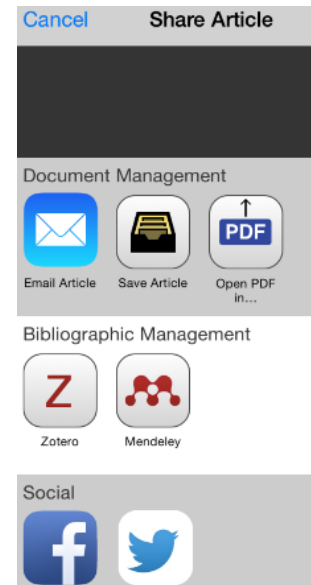 Cancel Share Article
Document Management
PDF
Email Article Save Article Open PDF
in...
Bibliographic Management
Z
Zotero Mendeley
Social
f